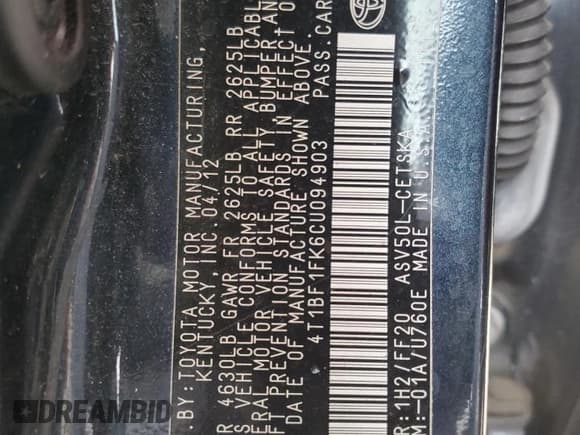 .BY: TOYOTA MOTOR MANUFACTURING,
KENTUCKY, INC. 04/12
R 4630LB GAWR FR 2625LB RR 2625LB
S VEHICLE CONFORMS TO ALL APPLICABL
ERAL MOTOR VEHICLE SAFETY, BUMPER, AN
FT PREVENTION STANDARDS IN EFFECT O
DATE OF MANUFACTURE SHOWN ABOVE.
4T1BF1FK6CU094903 PASS.CAR
R: 1H2/FF20 ASV50L-CETSKA
M: -01A/U760E MADE IN U.S.A
DREAMBID